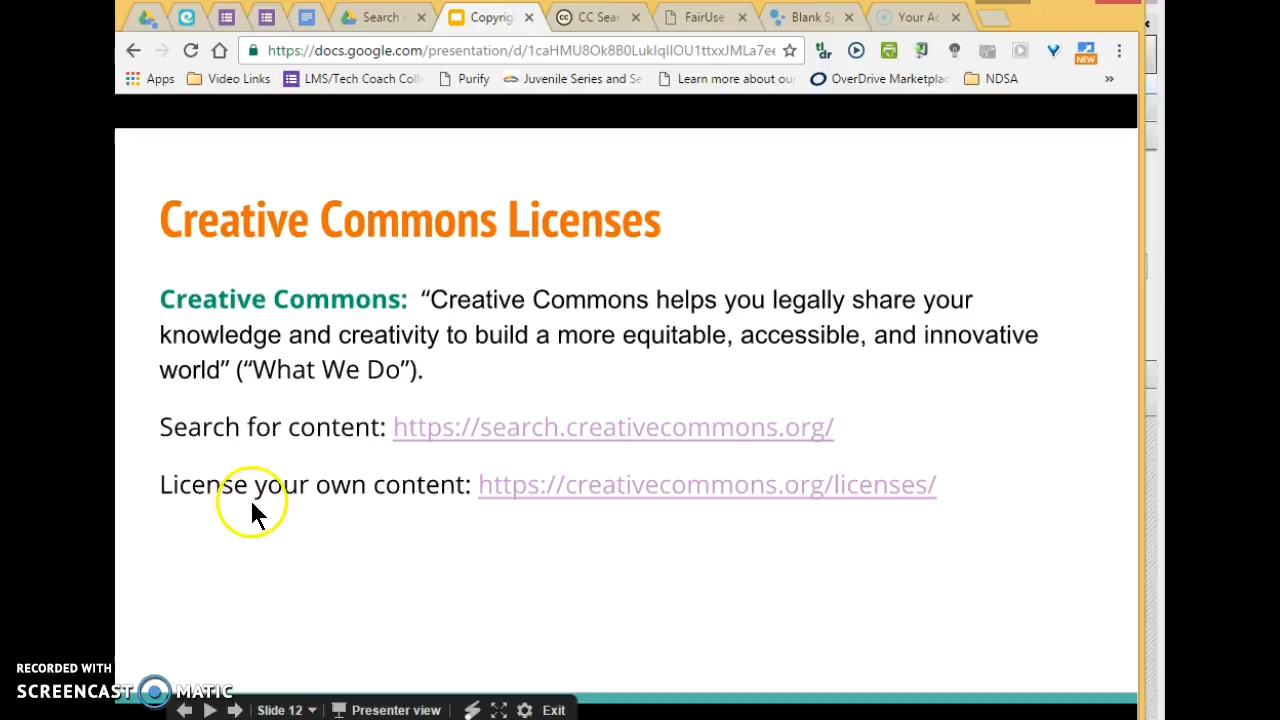 Search Copyrig CC Sea FairUse Blank S Your Ac
https://docs.google.com/presentation/d/
NEW
Apps Video Links LMS/Tech Coach Coll Purify Juvenile Series and Se Learn more about ou OverDrive Marketplac NDSA »
Creative Commons Licenses
Creative Commons: “Creative Commons helps you legally share your
knowledge and creativity to build a more equitable, accessible, and innovative
world” (“What We Do”).
Search for content: https://search.creativecommons.org/
License your own content: https://creativecommons.org/licenses/
RECORDED WITH
SCREENCAST MATIC
Slide 12 Presenter view Exit